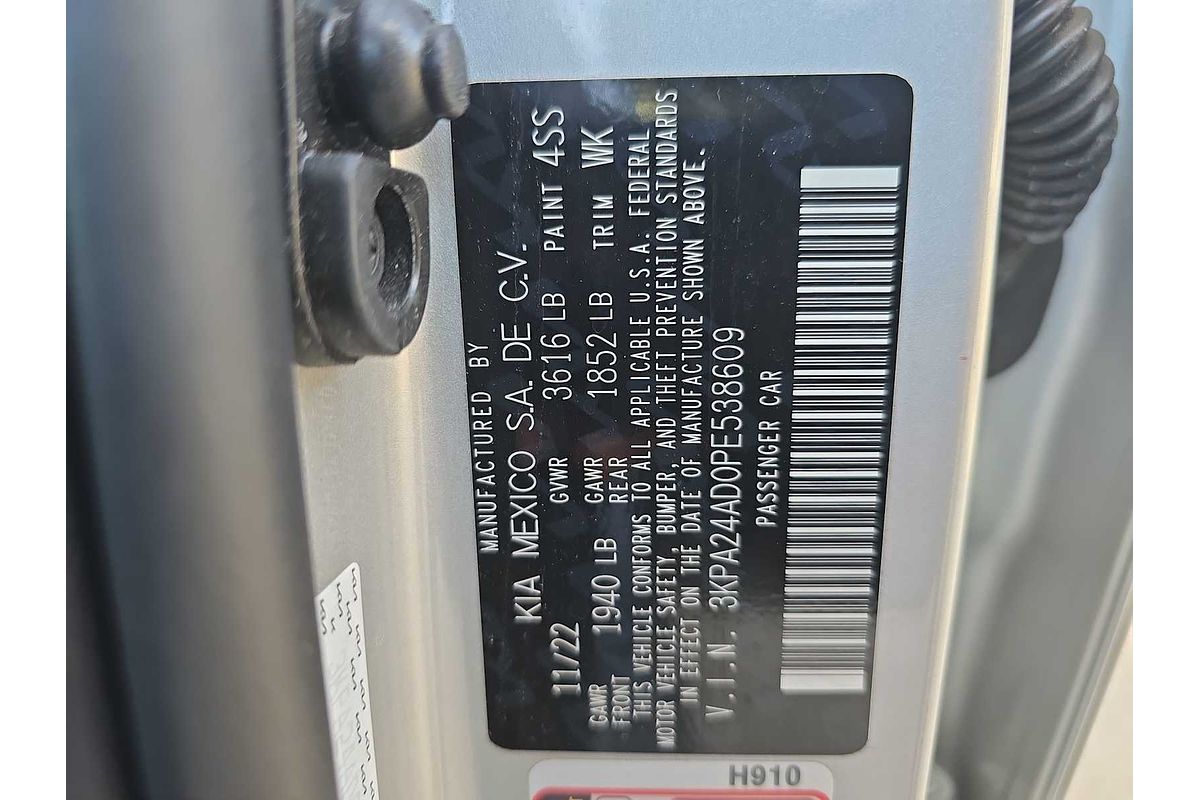 MANUFACTURED BY
KIA MEXICO S.A. DE C.V.
11/22 GVWR 3616 LB PAINT 4SS
GAWR FRONT 1940 LB GAWR REAR 1852 LB TRIM WK
THIS VEHICLE CONFORMS TO ALL APPLICABLE U.S.A. FEDERAL
MOTOR VEHICLE SAFETY, BUMPER, AND THEFT PREVENTION STANDARDS
IN EFFECT ON THE DATE OF MANUFACTURE SHOWN ABOVE.
V.I.N. 3KPA24AD0PE538609
PASSENGER CAR
H910